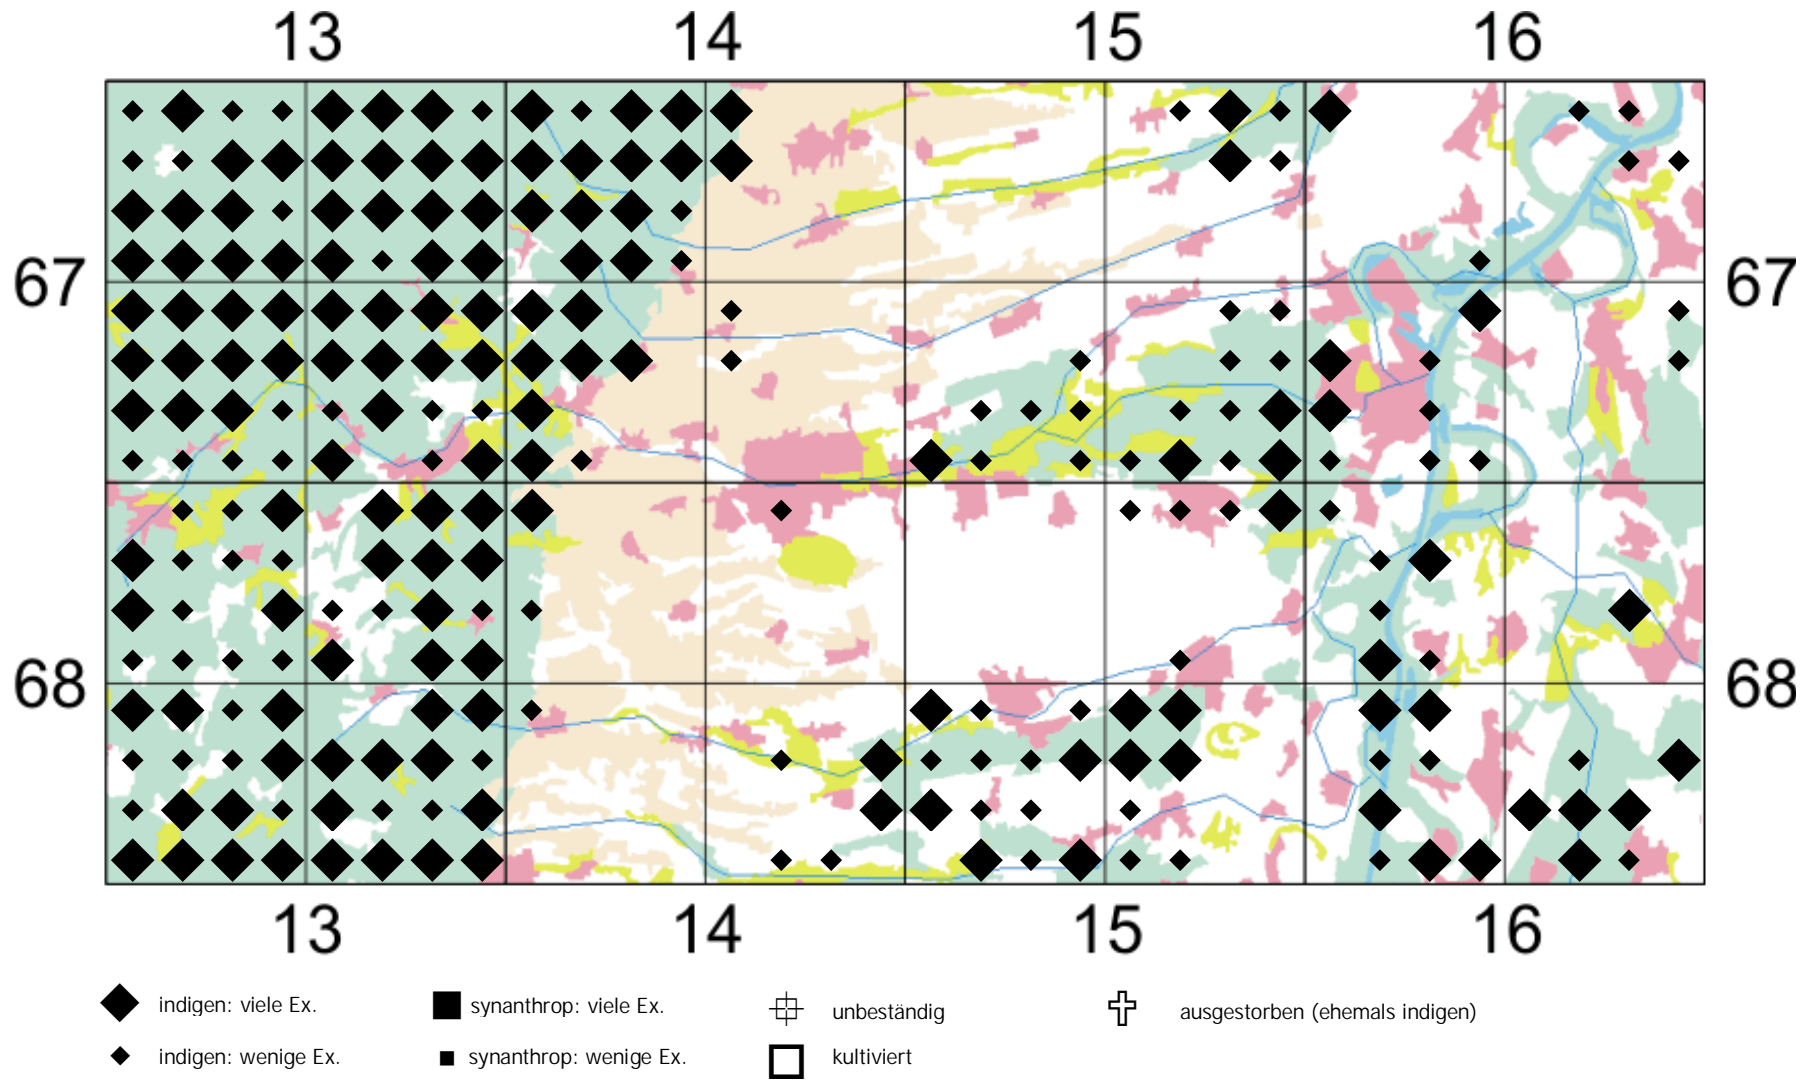 13 14 15 16
67 67
68 68
13 14 15 16
indigen: viele Ex. synanthrop: viele Ex. unbeständig ausgestorben (ehemals indigen)
indigen: wenige Ex. synanthrop: wenige Ex. kultiviert